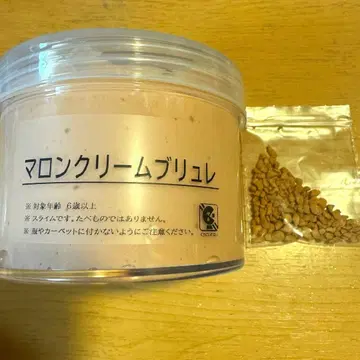 マロンクリームブリュレ
※ 対象年齢 6歳以上
※ スライムです。たべものではありません。
※ 服やカーペットに付かないようにご注意ください。